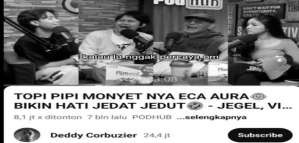 PODHUB
kalau lu nggak percaya om
TOPI PIPI MONYET NYA ECA AURA
BIKIN HATI JEDAT JEDUT - JEGEL, VI...
8,1 jt x ditonton 7 bln lalu PODHUB ...selengkapnya
Deddy Corbuzier 24,4 jt
Subscribe